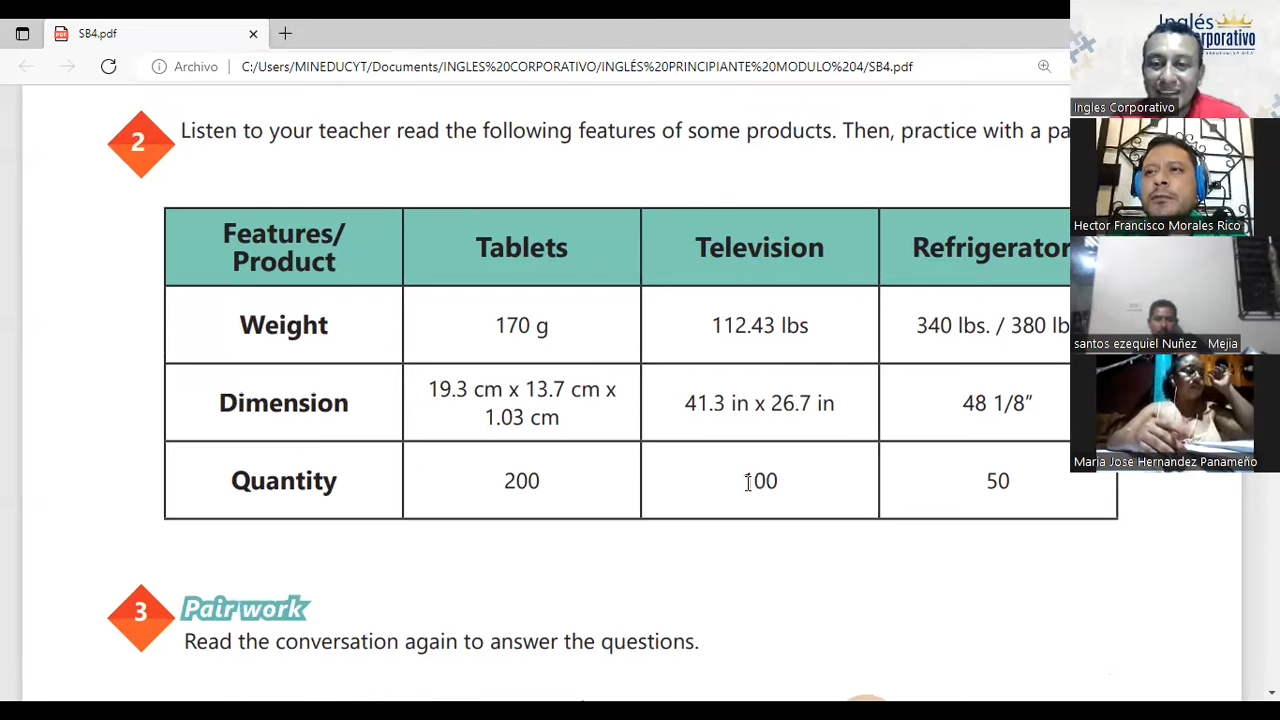 SB4.pdf
Archivo
C:/Users/MINEDUCYT/Documents/INGLES%20CORPORATIVO/INGLÉS%20PRINCIPIANTE%20MODULO%204/SB4.pdf
Inglés
Ingles Corporativo
2
Listen to your teacher read the following features of some products. Then, practice with a pa
Hector Francisco Morales Rico
Features/
Product
Tablets
Television
Refrigerator
Weight
170 g
112.43 lbs
340 lbs. / 380 lb
santos ezequiel Nuñez Mejia
Dimension
19.3 cm x 13.7 cm x
1.03 cm
41.3 in x 26.7 in
48 1/8”
Maria Jose Hernandez Panameño
Quantity
200
100
50
3
Pair work
Read the conversation again to answer the questions.